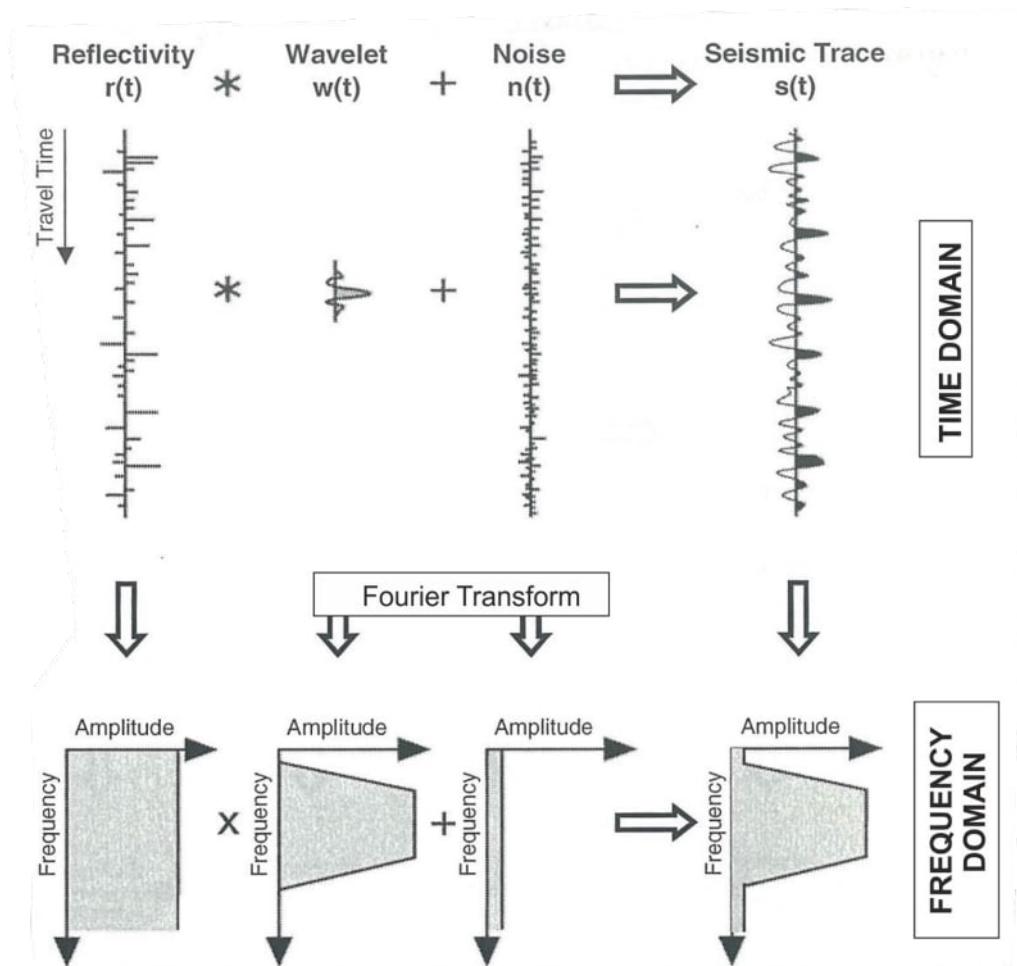 Reflectivity Wavelet Noise Seismic Trace
r(t) * w(t) + n(t) s(t)
Travel Time
* +
TIME DOMAIN
Fourier Transform
Amplitude Amplitude Amplitude Amplitude
Frequency x Frequency + Frequency Frequency
FREQUENCY
DOMAIN